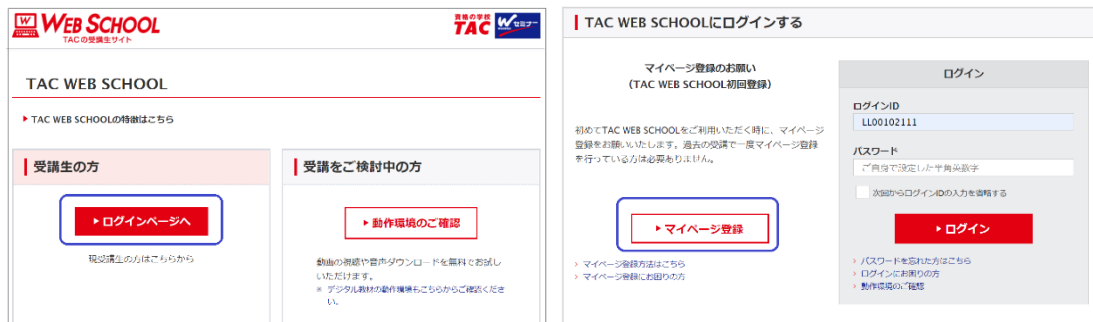 WEB SCHOOL
TACの受講生サイト
資格の学校
TAC
Wセミナー
TAC WEB SCHOOL
TAC WEB SCHOOLの特徴はこちら
受講生の方
ログインページへ
現受講生の方はこちらから
受講をご検討中の方
動作環境のご確認
動画の視聴や音声ダウンロードを無料でお試し
いただけます。
※ デジタル教材の動作環境もこちらからご確認くださ
い。
TAC WEB SCHOOLにログインする
マイページ登録のお願い
(TAC WEB SCHOOL初回登録)
初めてTAC WEB SCHOOLをご利用いただく時に、マイページ
登録をお願いいたします。過去の受講で一度マイページ登録
を行っている方は必要ありません。
マイページ登録
マイページ登録方法はこちら
マイページ登録にお困りの方
ログイン
ログインID
LL00102111
パスワード
ご自身で設定した半角英数字
次回からログインIDの入力を省略する
ログイン
パスワードを忘れた方はこちら
ログインにお困りの方
動作環境のご確認